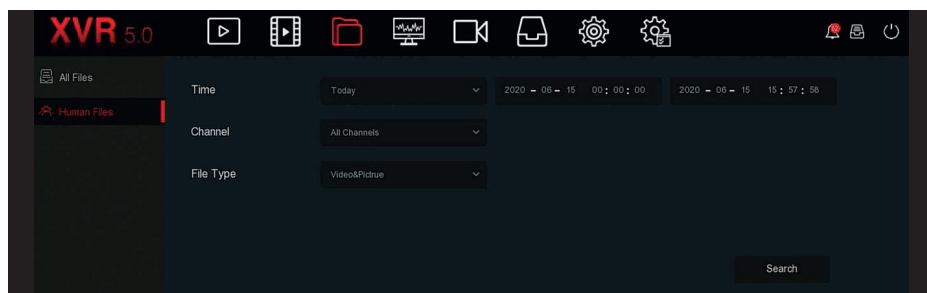 XVR 5.0
All Files
Human Files
Time Today 2020 - 06 - 15 00 : 00 : 00 2020 - 06 - 15 15 : 57 : 58
Channel All Channels
File Type Video&Pictrue
Search